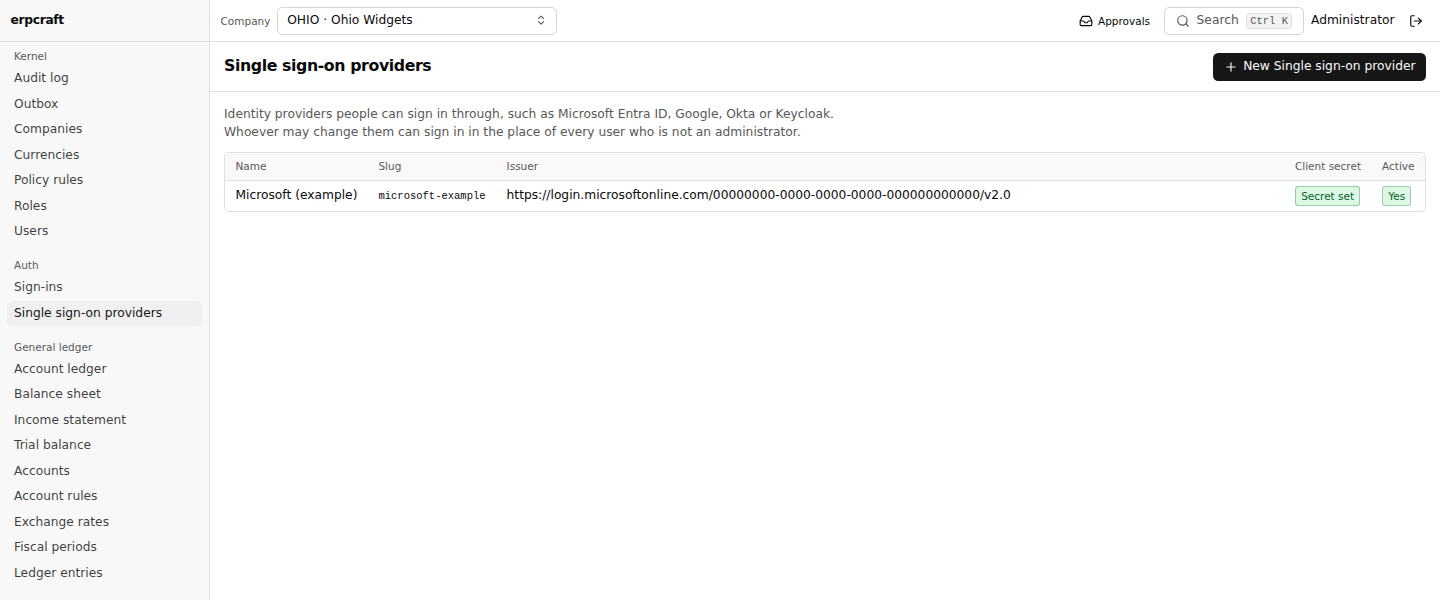 erpcraft
Company
OHIO · Ohio Widgets
Approvals
Search Ctrl K
Administrator
Kernel
Audit log
Outbox
Companies
Currencies
Policy rules
Roles
Users
Auth
Sign-ins
Single sign-on providers
General ledger
Account ledger
Balance sheet
Income statement
Trial balance
Accounts
Account rules
Exchange rates
Fiscal periods
Ledger entries
Single sign-on providers
New Single sign-on provider
Identity providers people can sign in through, such as Microsoft Entra ID, Google, Okta or Keycloak.
Whoever may change them can sign in in the place of every user who is not an administrator.
Name Slug Issuer Client secret Active
Microsoft (example) microsoft-example https://login.microsoftonline.com/00000000-0000-0000-0000-000000000000/v2.0 Secret set Yes